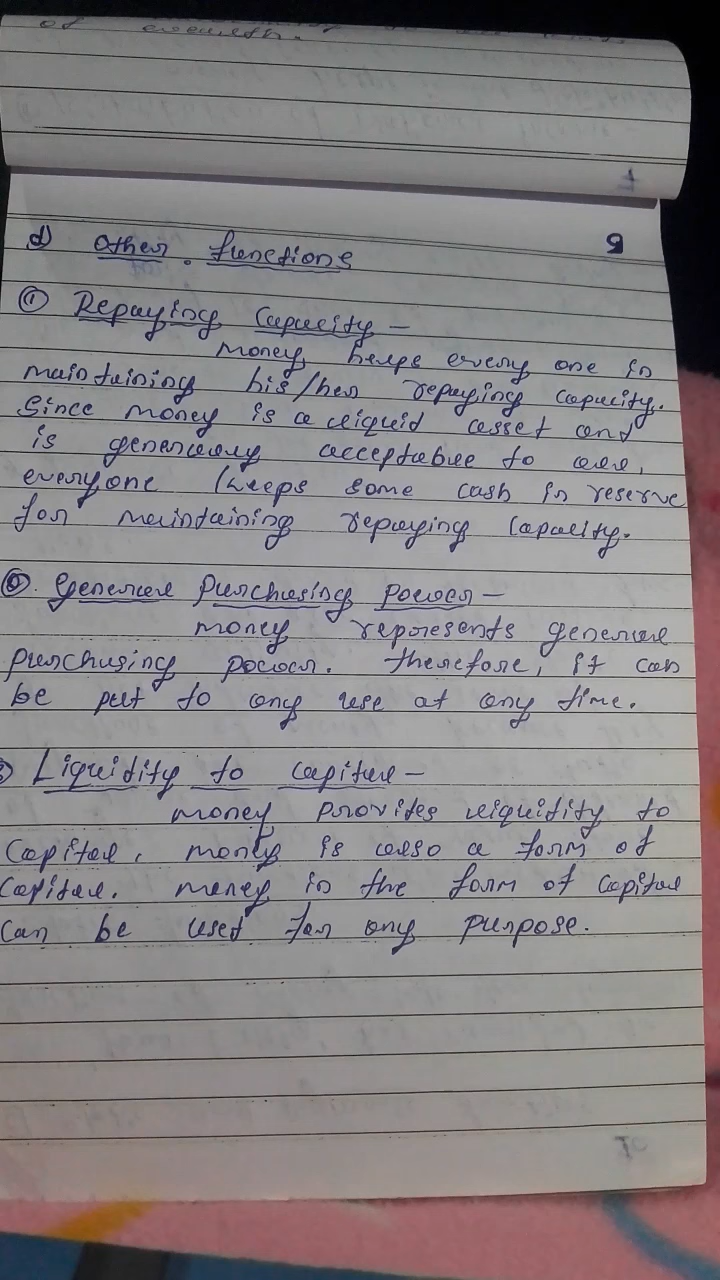 of wealth.
d) Other functions
9
① Repaying Capacity –
Money helps every one in
maintaining his/her repaying capacity.
Since money is a liquid asset and
is generally acceptable to all,
everyone keeps some cash in reserve
for maintaining repaying capacity.
②. General Purchasing Power –
Money represents general
purchasing power. Therefore, it can
be put to any use at any time.
Liquidity to Capital –
Money provides liquidity to
Capital. Money is also a form of
Capital. Money in the form of capital
can be used for any purpose.